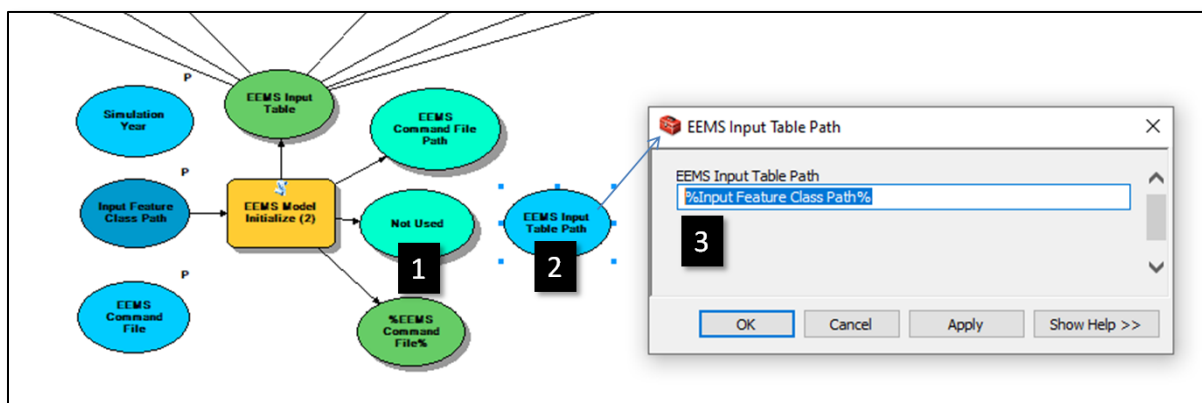 P
EEMS Input
Table
Simulation
Year
EEMS
Command File
Path
P
Input Feature
Class Path
EEMS Model
Initialize (2)
Not Used
1
EEMS Input
Table Path
2
P
EEMS
Command
File
%EEMS
Command
File%
EEMS Input Table Path
EEMS Input Table Path
%Input Feature Class Path%
3
OK
Cancel
Apply
Show Help >>